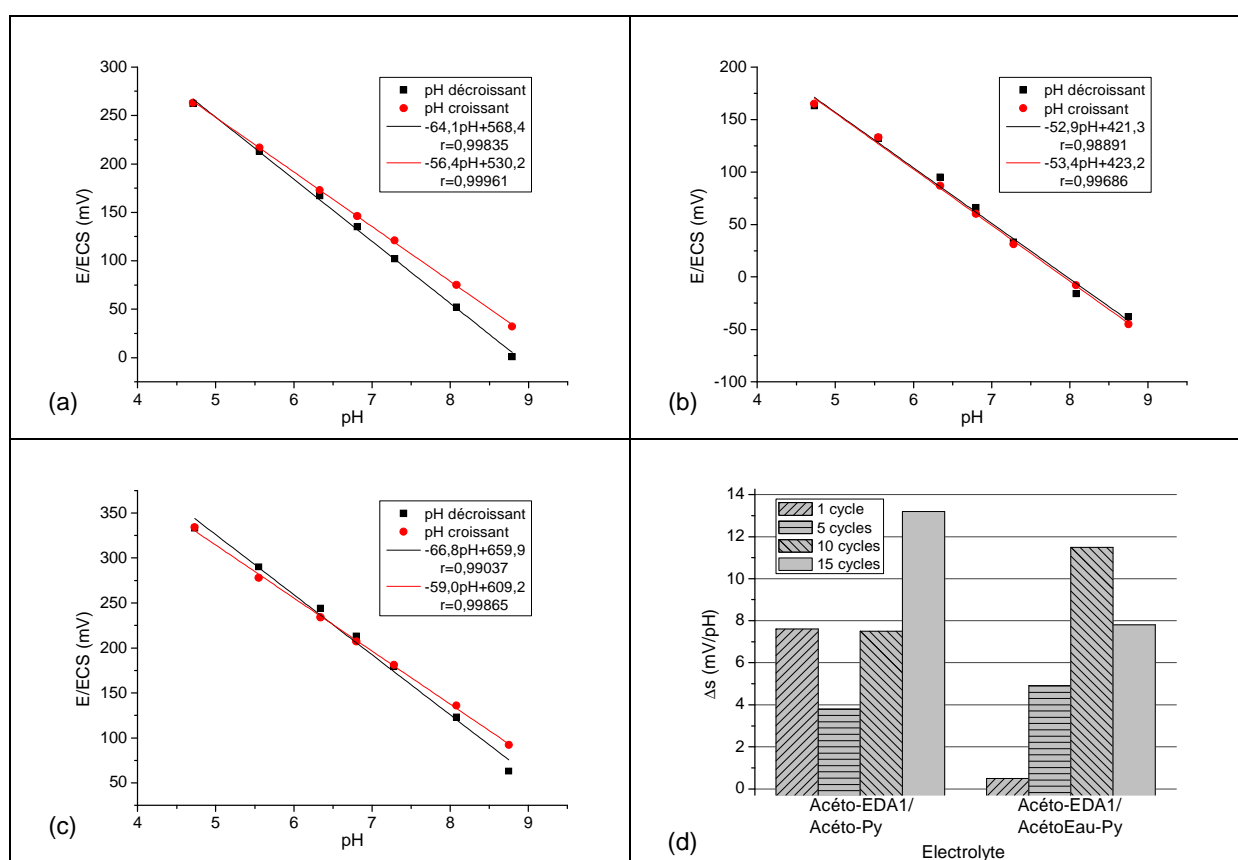 300
250
200
150
100
50
0
4 5 6 7 8 9
E/ECS (mV)
pH
pH décroissant
pH croissant
-64,1pH+568,4
r=0,99835
-56,4pH+530,2
r=0,99961
(a)
200
150
100
50
0
-50
-100
4 5 6 7 8 9
E/ECS (mV)
pH
pH décroissant
pH croissant
-52,9pH+421,3
r=0,98891
-53,4pH+423,2
r=0,99686
(b)
350
300
250
200
150
100
50
4 5 6 7 8 9
E/ECS (mV)
pH
pH décroissant
pH croissant
-66,8pH+659,9
r=0,99037
-59,0pH+609,2
r=0,99865
(c)
14
12
10
8
6
4
2
0
Δs (mV/pH)
1 cycle
5 cycles
10 cycles
15 cycles
Acéto-EDA1/
Acéto-Py
Acéto-EDA1/
AcétoEau-Py
Electrolyte
(d)